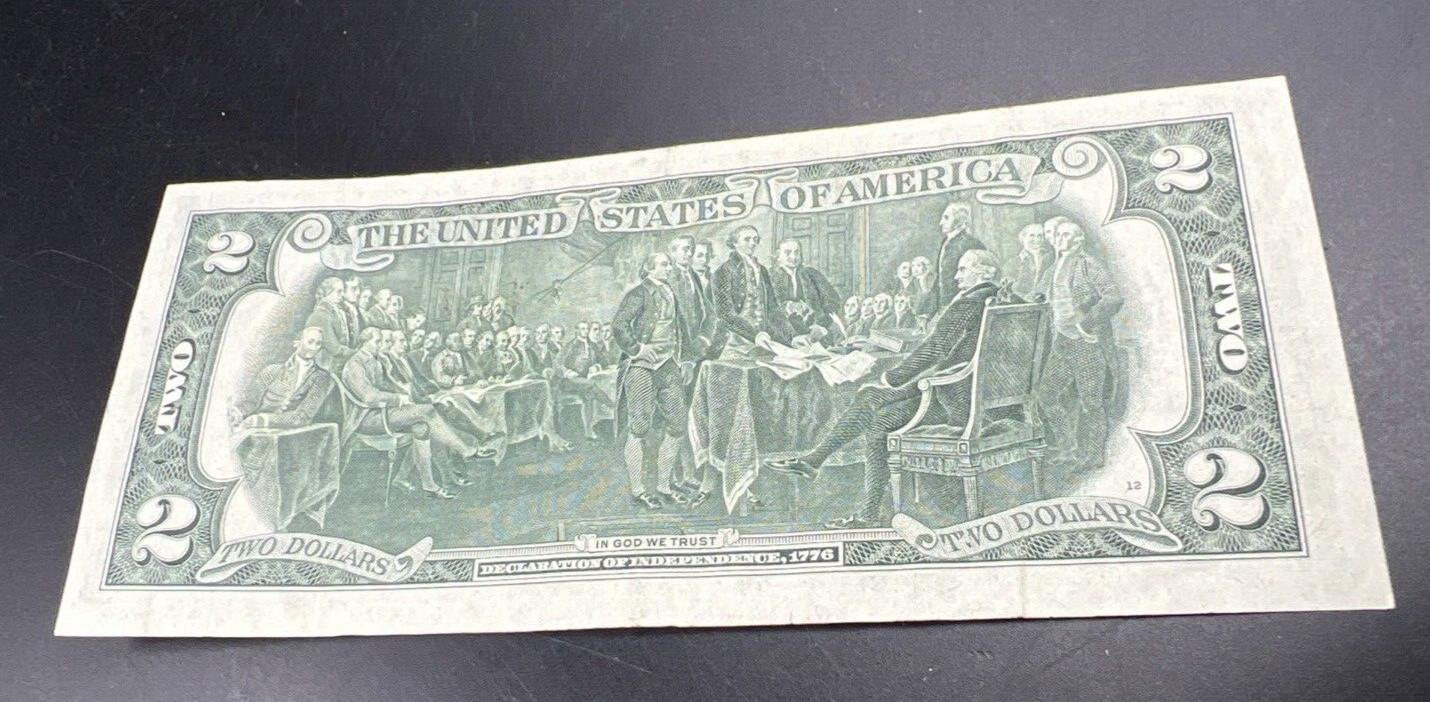 THE UNITED STATES OF AMERICA
2
2
TWO
TWO
2
2
12
TWO DOLLARS
TWO DOLLARS
IN GOD WE TRUST
DECLARATION OF INDEPENDENCE, 1776